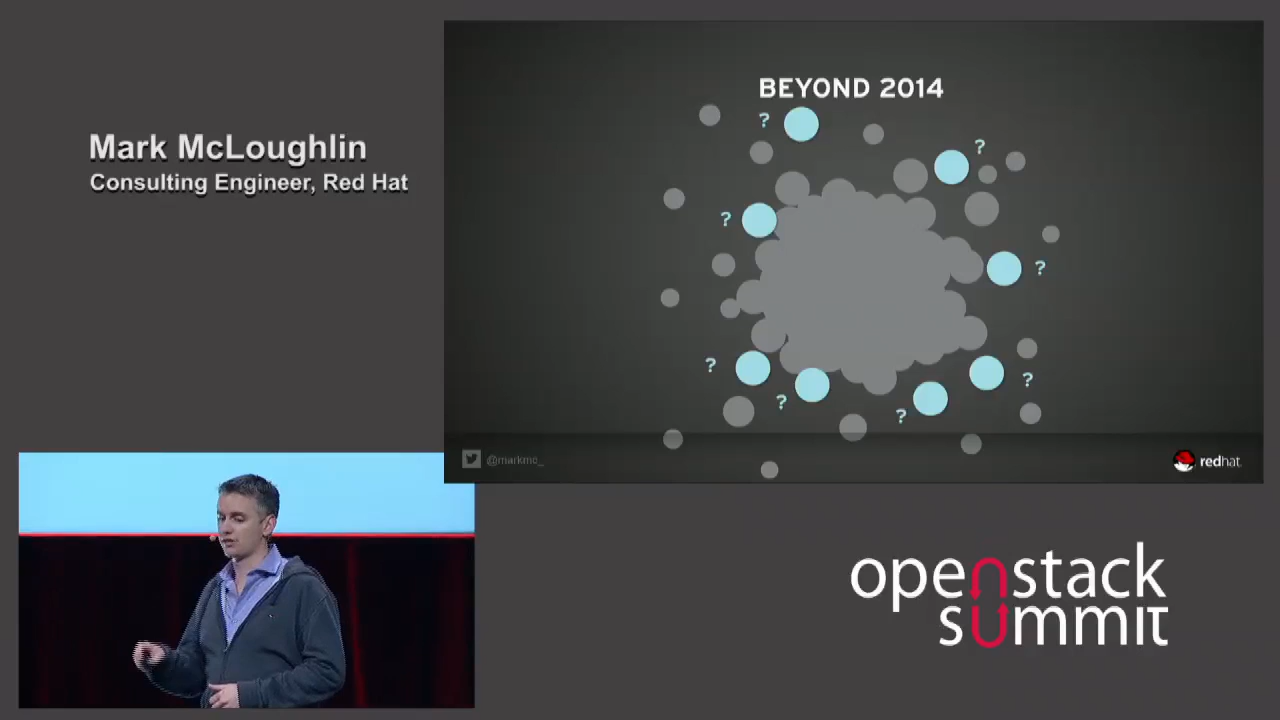 Mark McLoughlin
Consulting Engineer, Red Hat
BEYOND 2014
?
?
?
?
?
?
?
?
@markmc_
redhat.
openstack
summit